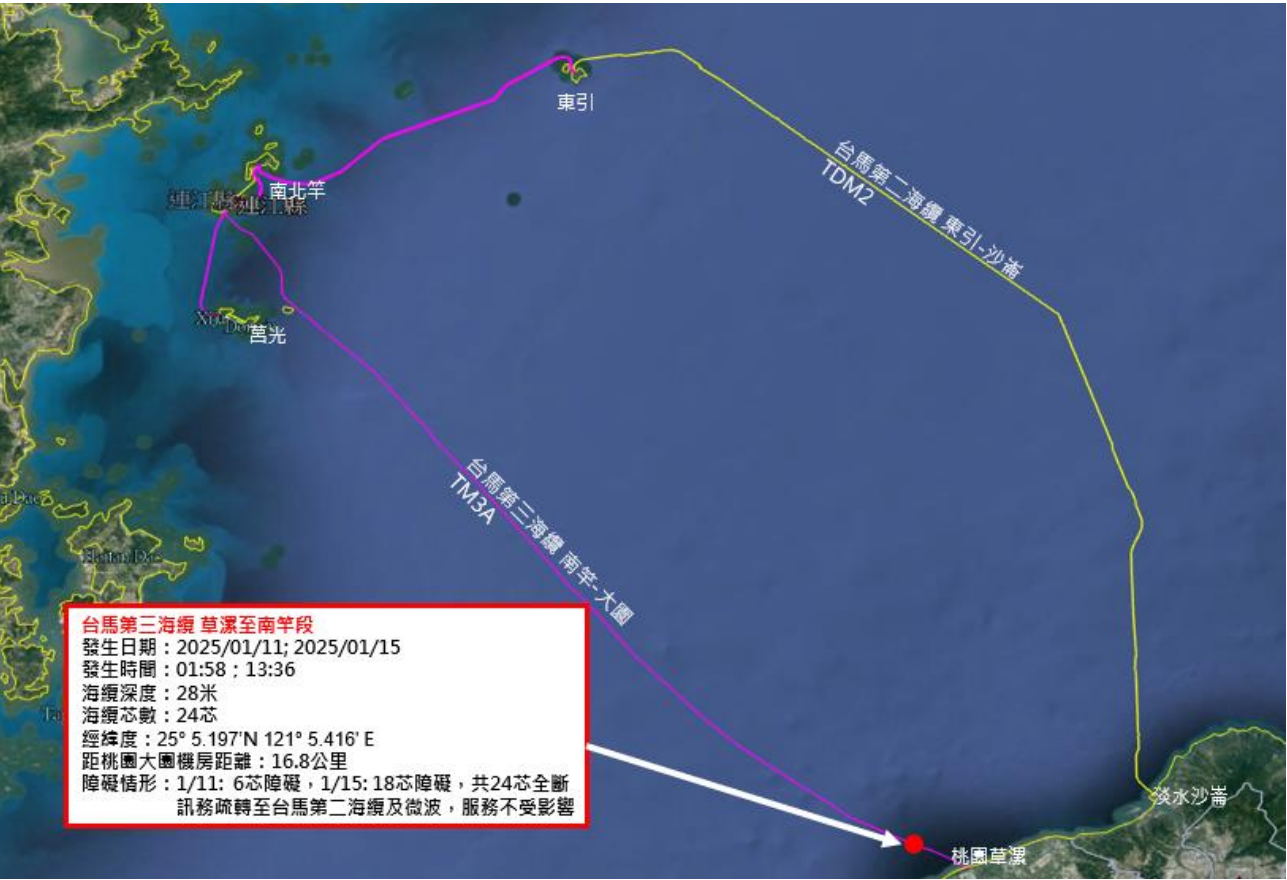 東引
台馬第二海纜 東引-沙崙
TDM2
南北竿
連江縣
連江縣
莒光
台馬第三海纜 南竿-大園
TM3A
Haitan Dao
台馬第三海纜 草漯至南竿段
發生日期：2025/01/11; 2025/01/15
發生時間：01:58；13:36
海纜深度：28米
海纜芯數：24芯
經緯度：25° 5.197'N 121° 5.416' E
距桃園大園機房距離：16.8公里
障礙情形：1/11: 6芯障礙，1/15: 18芯障礙，共24芯全斷
訊務疏轉至台馬第二海纜及微波，服務不受影響
淡水沙崙
桃園草漯